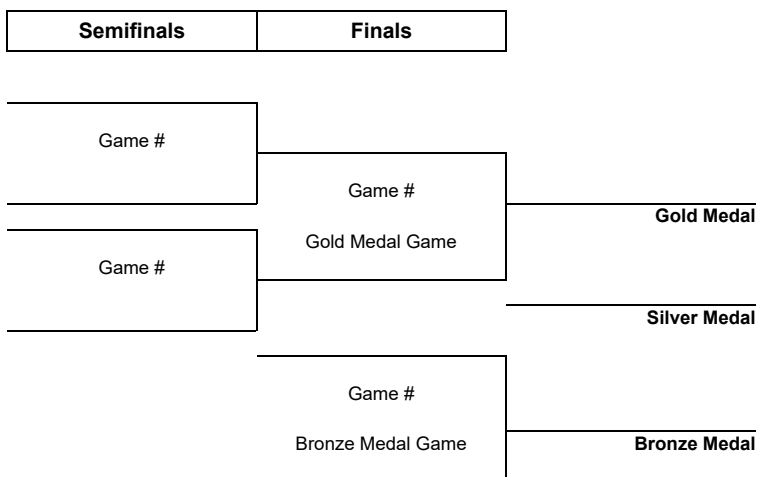 Semifinals Finals
Game #
Game #
Gold Medal
Gold Medal Game
Game #
Silver Medal
Game #
Bronze Medal Game Bronze Medal